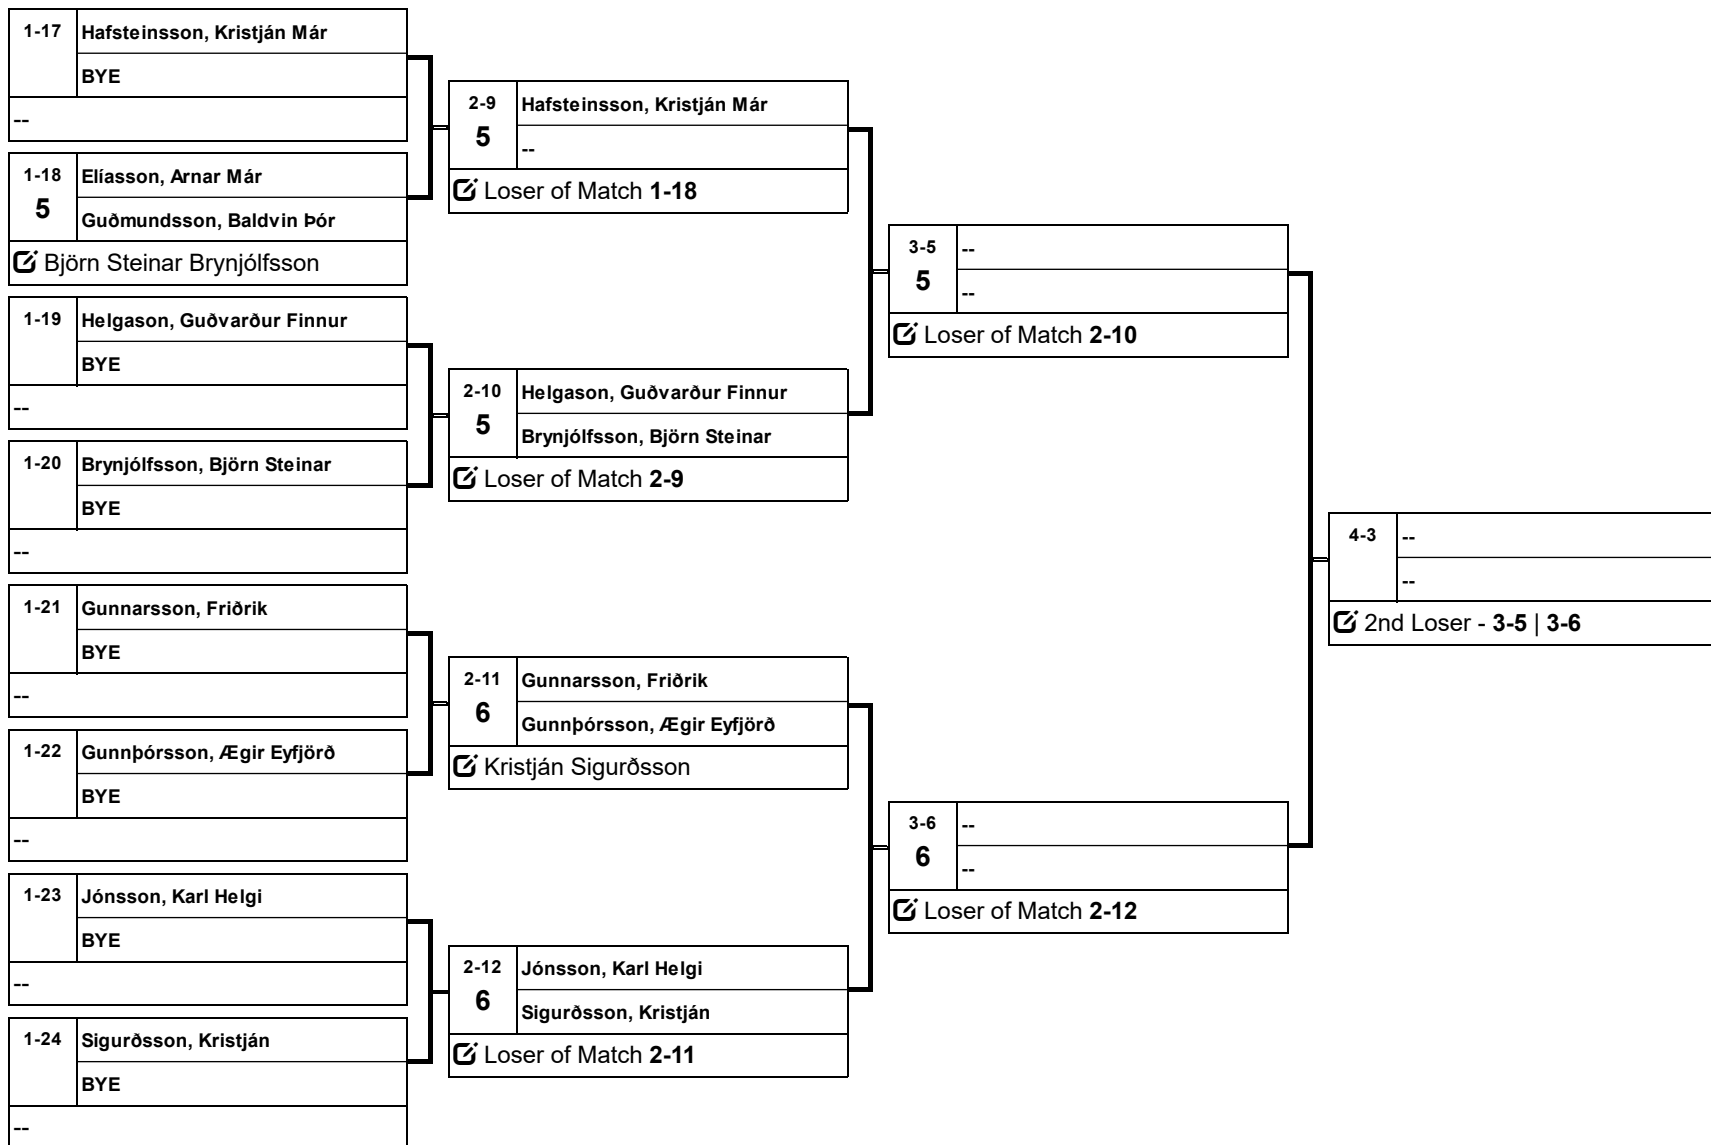 1-17 Hafsteinsson, Kristján Már
BYE
--
1-18 Elíasson, Arnar Már
5 Guðmundsson, Baldvin Þór
Björn Steinar Brynjólfsson
1-19 Helgason, Guðvarður Finnur
BYE
--
1-20 Brynjólfsson, Björn Steinar
BYE
--
1-21 Gunnarsson, Friðrik
BYE
--
1-22 Gunnþórsson, Ægir Eyfjörð
BYE
--
1-23 Jónsson, Karl Helgi
BYE
--
1-24 Sigurðsson, Kristján
BYE
--
2-9 Hafsteinsson, Kristján Már
5 --
Loser of Match 1-18
2-10 Helgason, Guðvarður Finnur
5 Brynjólfsson, Björn Steinar
Loser of Match 2-9
2-11 Gunnarsson, Friðrik
6 Gunnþórsson, Ægir Eyfjörð
Kristján Sigurðsson
2-12 Jónsson, Karl Helgi
6 Sigurðsson, Kristján
Loser of Match 2-11
3-5 --
5 --
Loser of Match 2-10
3-6 --
6 --
Loser of Match 2-12
4-3 --
--
2nd Loser - 3-5 | 3-6